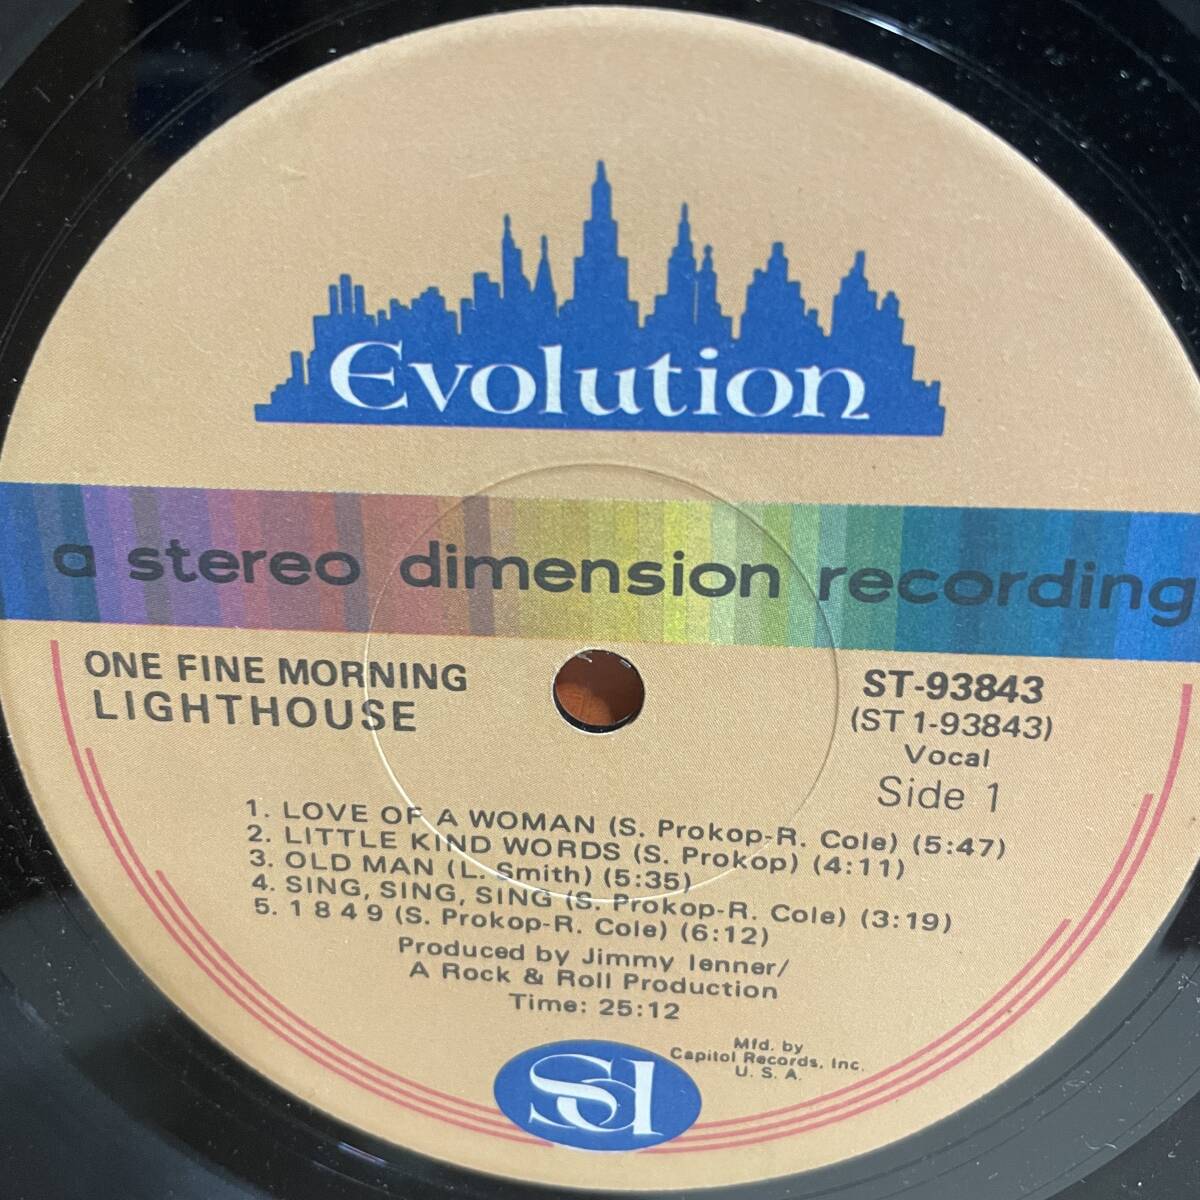 Evolution
a stereo dimension recording
ONE FINE MORNING
LIGHTHOUSE
ST-93843
(ST 1-93843)
Vocal
Side 1
1. LOVE OF A WOMAN (S. Prokop-R. Cole) (5:47)
2. LITTLE KIND WORDS (S. Prokop) (4:11)
3. OLD MAN (L. Smith) (5:35)
4. SING, SING, SING (S. Prokop-R. Cole) (3:19)
5. 1 8 4 9 (S. Prokop-R. Cole) (6:12)
Produced by Jimmy Ienner/
A Rock & Roll Production
Time: 25:12
Mfd. by
Capitol Records, Inc.
U. S. A.
SD